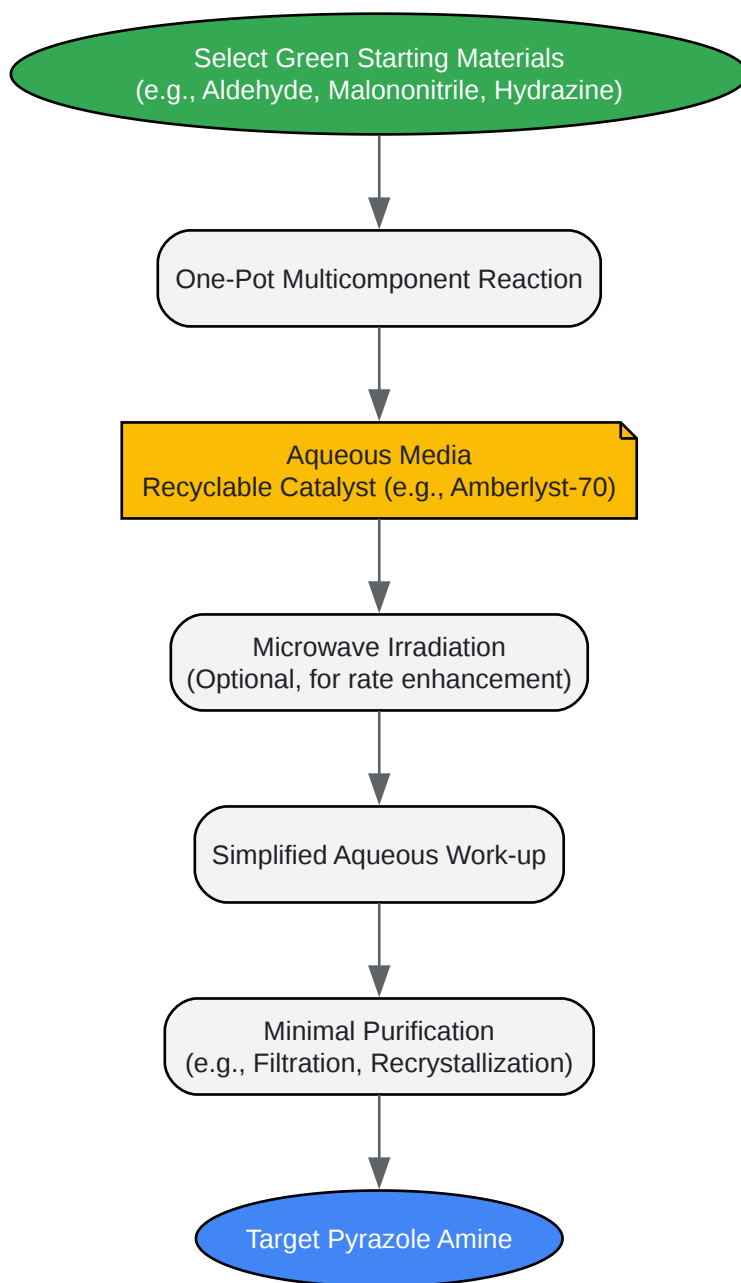 Select Green Starting Materials
(e.g., Aldehyde, Malononitrile, Hydrazine)
One-Pot Multicomponent Reaction
Aqueous Media
Recyclable Catalyst (e.g., Amberlyst-70)
Microwave Irradiation
(Optional, for rate enhancement)
Simplified Aqueous Work-up
Minimal Purification
(e.g., Filtration, Recrystallization)
Target Pyrazole Amine